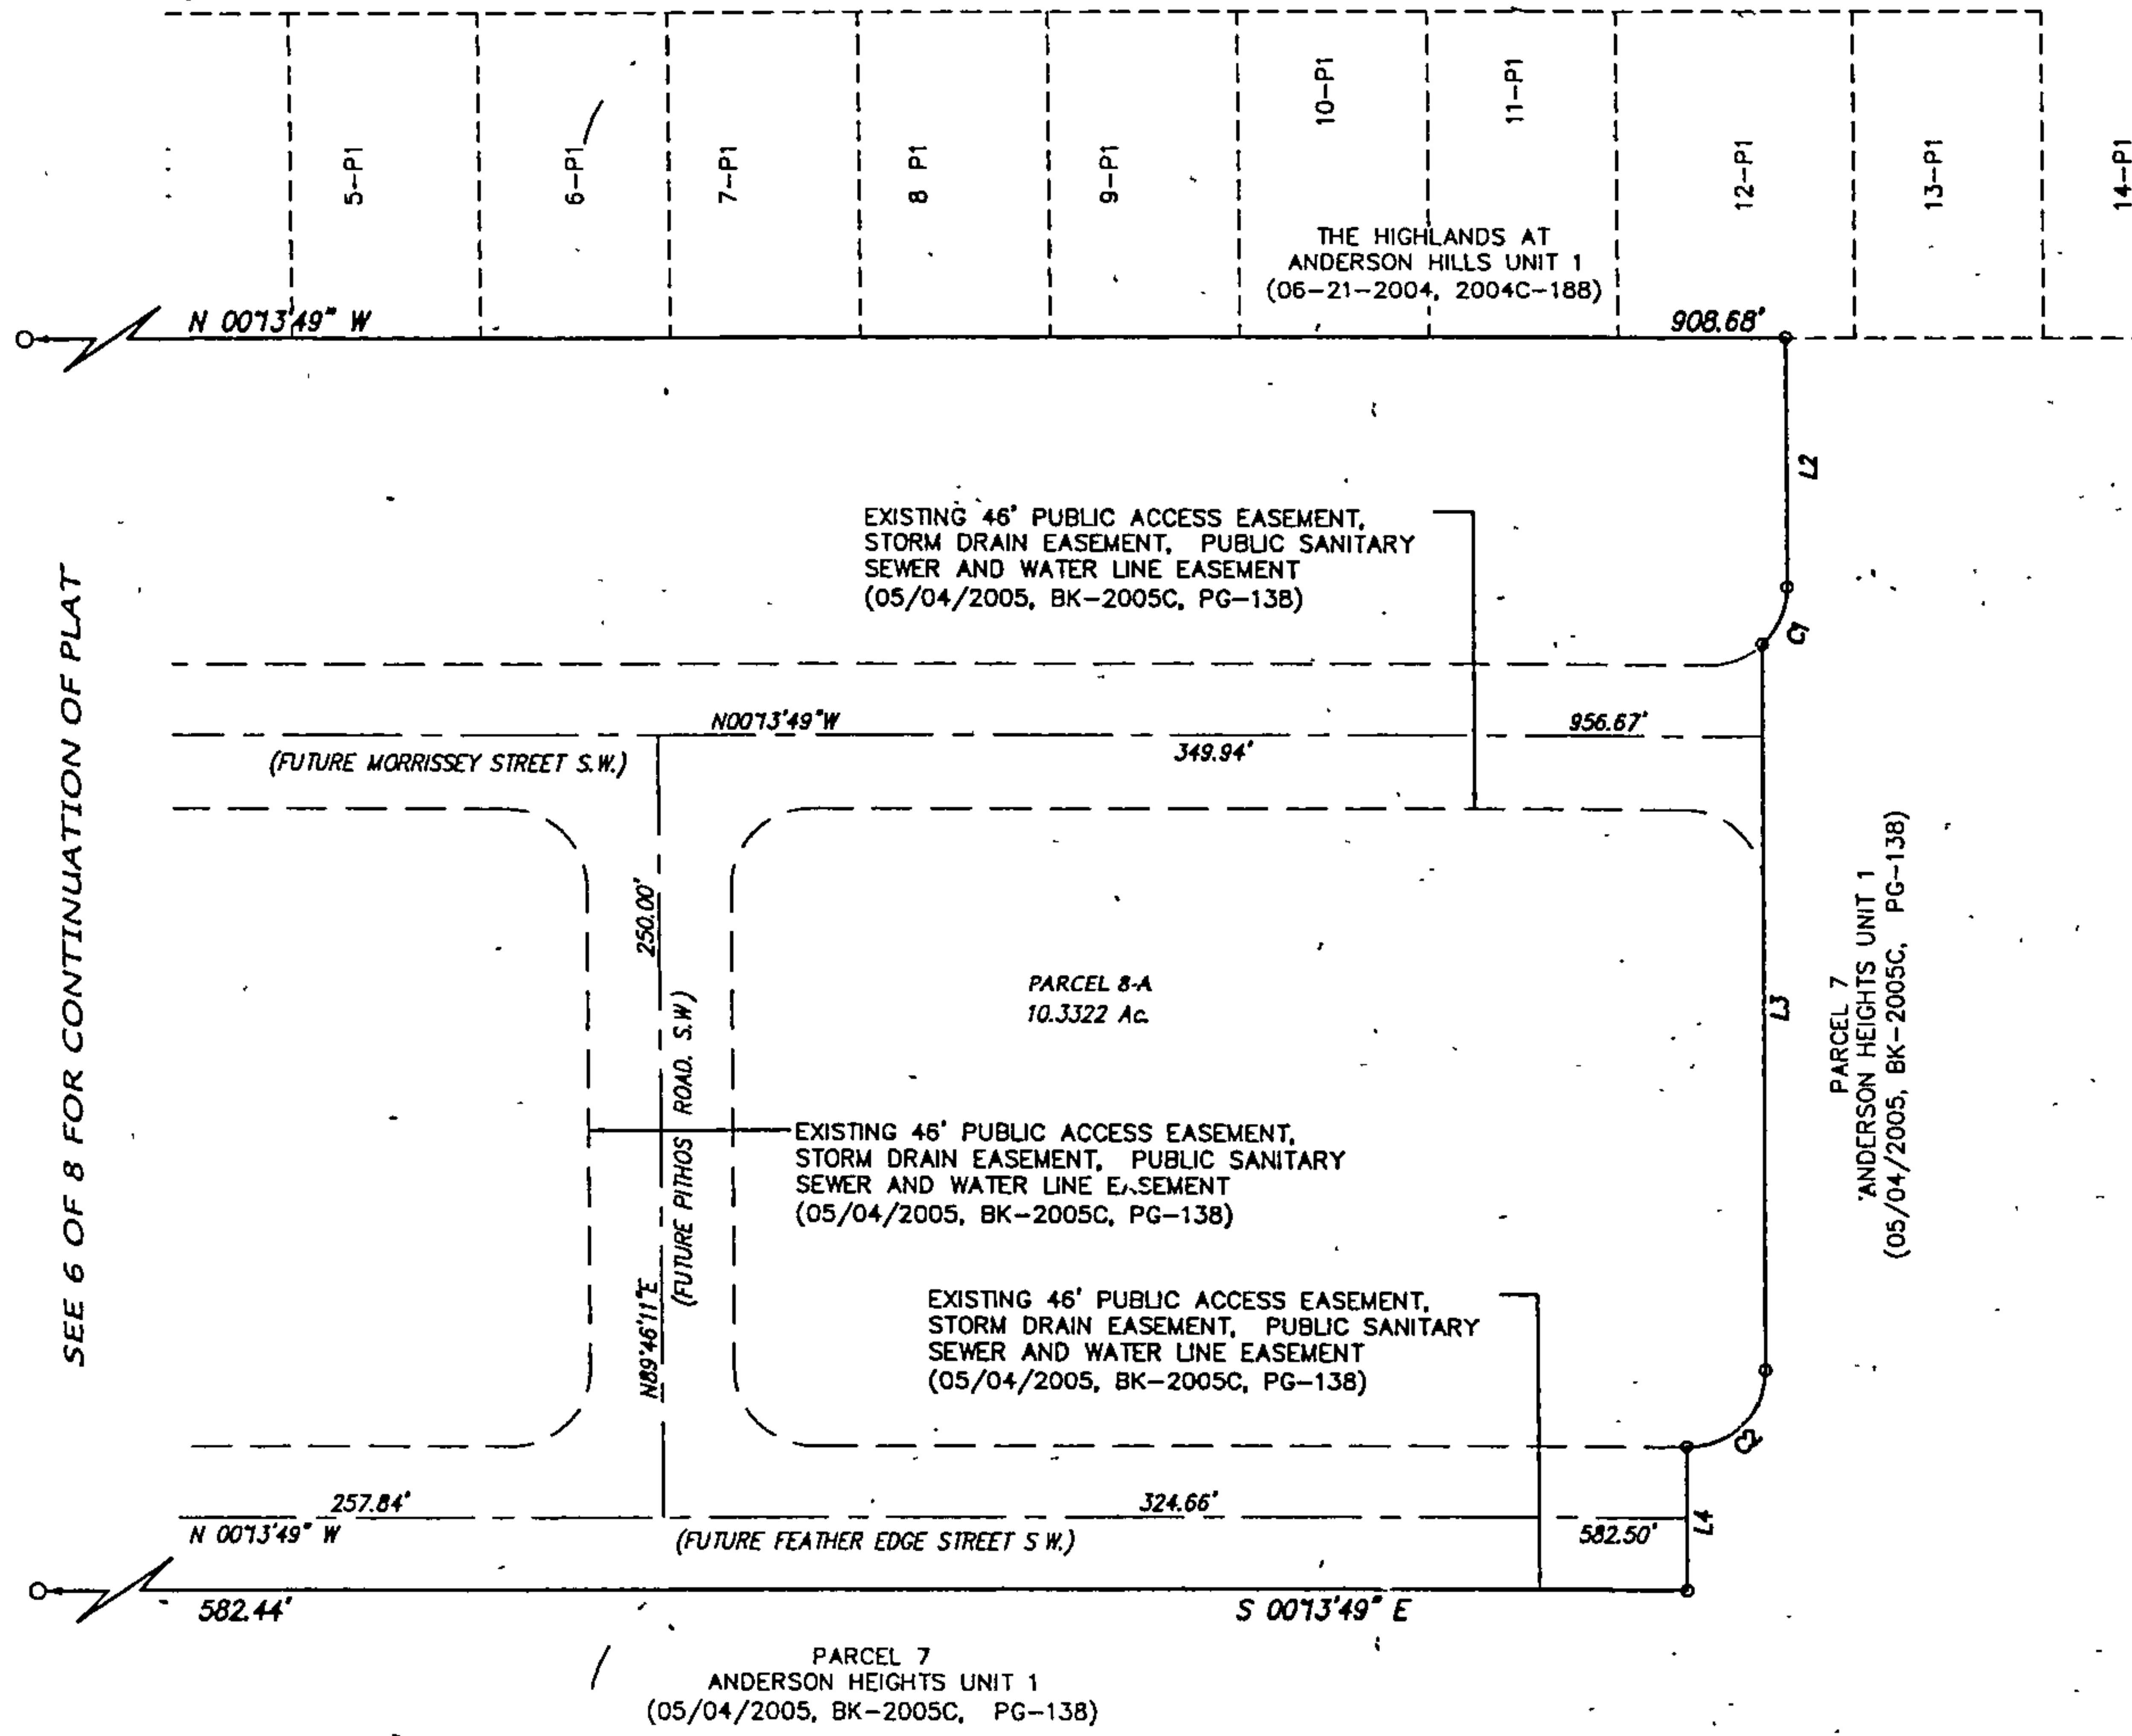 5-P1
6-P1
7-P1
8 P1
9-P1
10-P1
11-P1
12-P1
13-P1
14-P1
THE HIGHLANDS AT
ANDERSON HILLS UNIT 1
(06-21-2004, 2004C-188)
N 00°13'49" W
908.68'
L2
EXISTING 46' PUBLIC ACCESS EASEMENT,
STORM DRAIN EASEMENT, PUBLIC SANITARY
SEWER AND WATER LINE EASEMENT
(05/04/2005, BK-2005C, PG-138)
C1
SEE 6 OF 8 FOR CONTINUATION OF PLAT
N00°13'49"W
956.67'
(FUTURE MORRISSEY STREET S.W.)
349.94'
250.00'
PARCEL 8-A
10.3322 Ac.
L3
PARCEL 7
ANDERSON HEIGHTS UNIT 1
(05/04/2005, BK-2005C, PG-138)
(FUTURE PITHOS ROAD. S.W)
N89°46'11"E
EXISTING 46' PUBLIC ACCESS EASEMENT,
STORM DRAIN EASEMENT, PUBLIC SANITARY
SEWER AND WATER LINE EASEMENT
(05/04/2005, BK-2005C, PG-138)
EXISTING 46' PUBLIC ACCESS EASEMENT,
STORM DRAIN EASEMENT, PUBLIC SANITARY
SEWER AND WATER LINE EASEMENT
(05/04/2005, BK-2005C, PG-138)
C2
257.84'
324.66'
L4
N 00°13'49" W
(FUTURE FEATHER EDGE STREET S W.)
582.50'
582.44'
S 00°13'49" E
PARCEL 7
ANDERSON HEIGHTS UNIT 1
(05/04/2005, BK-2005C, PG-138)